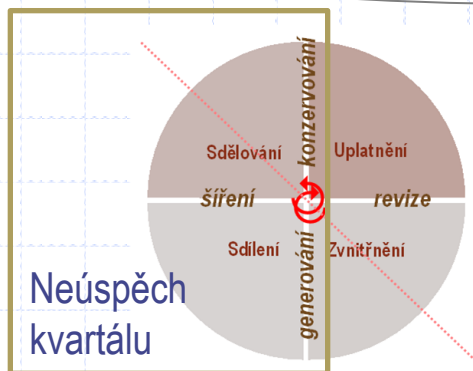 konzervování
Sdělování
Uplatnění
šíření
revize
Sdílení
Zvnitřnění
generování
Neúspěch
kvartálu